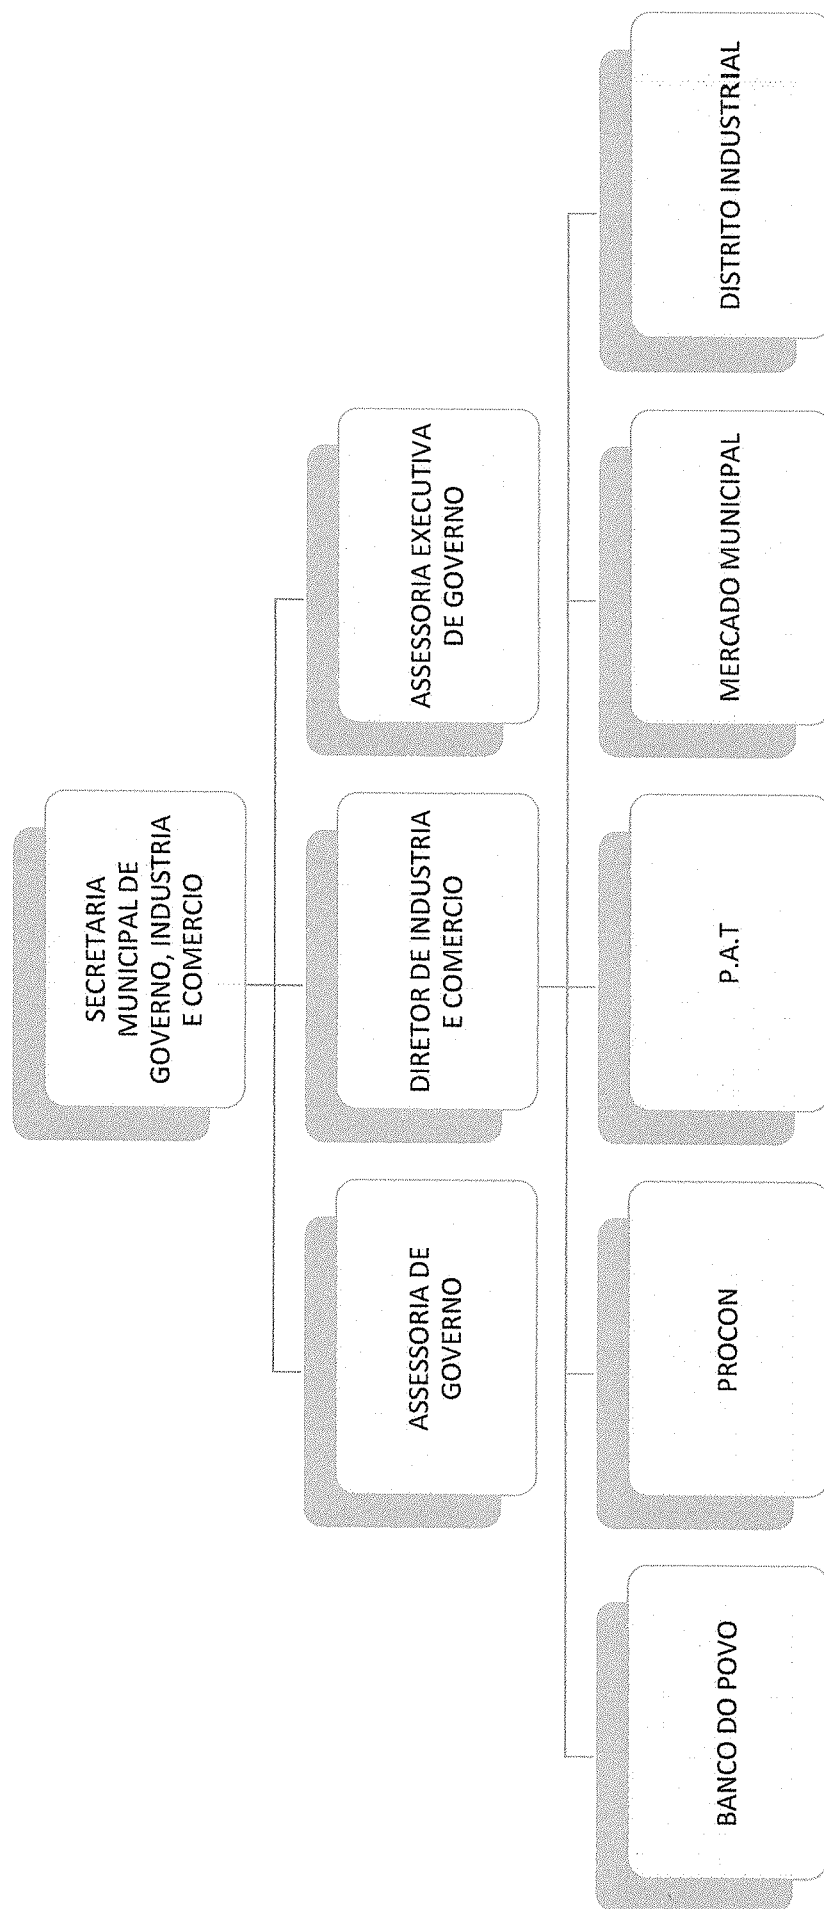 SECRETARIA
MUNICIPAL DE
GOVERNO, INDUSTRIA
E COMERCIO
ASSESSORIA DE
GOVERNO
DIRETOR DE INDUSTRIA
E COMERCIO
ASSESSORIA EXECUTIVA
DE GOVERNO
BANCO DO POVO
PROCON
P.A.T
MERCADO MUNICIPAL
DISTRITO INDUSTRIAL